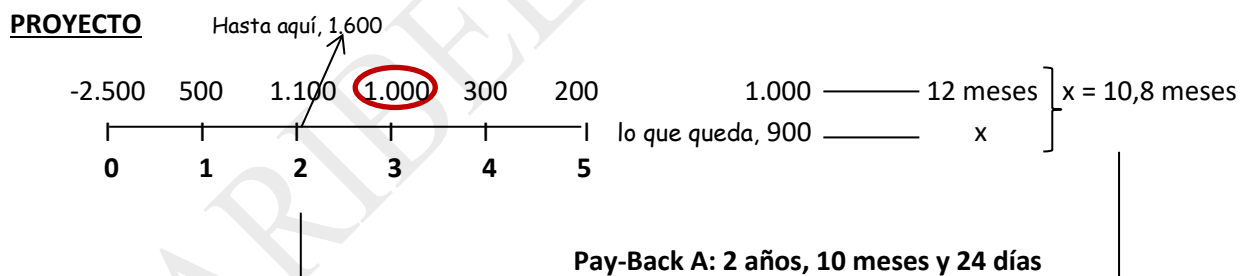 PROYECTO
Hasta aquí, 1.600
-2.500 500 1.100 1.000 300 200
0 1 2 3 4 5
1.000 12 meses x = 10,8 meses
lo que queda, 900 x
Pay-Back A: 2 años, 10 meses y 24 días